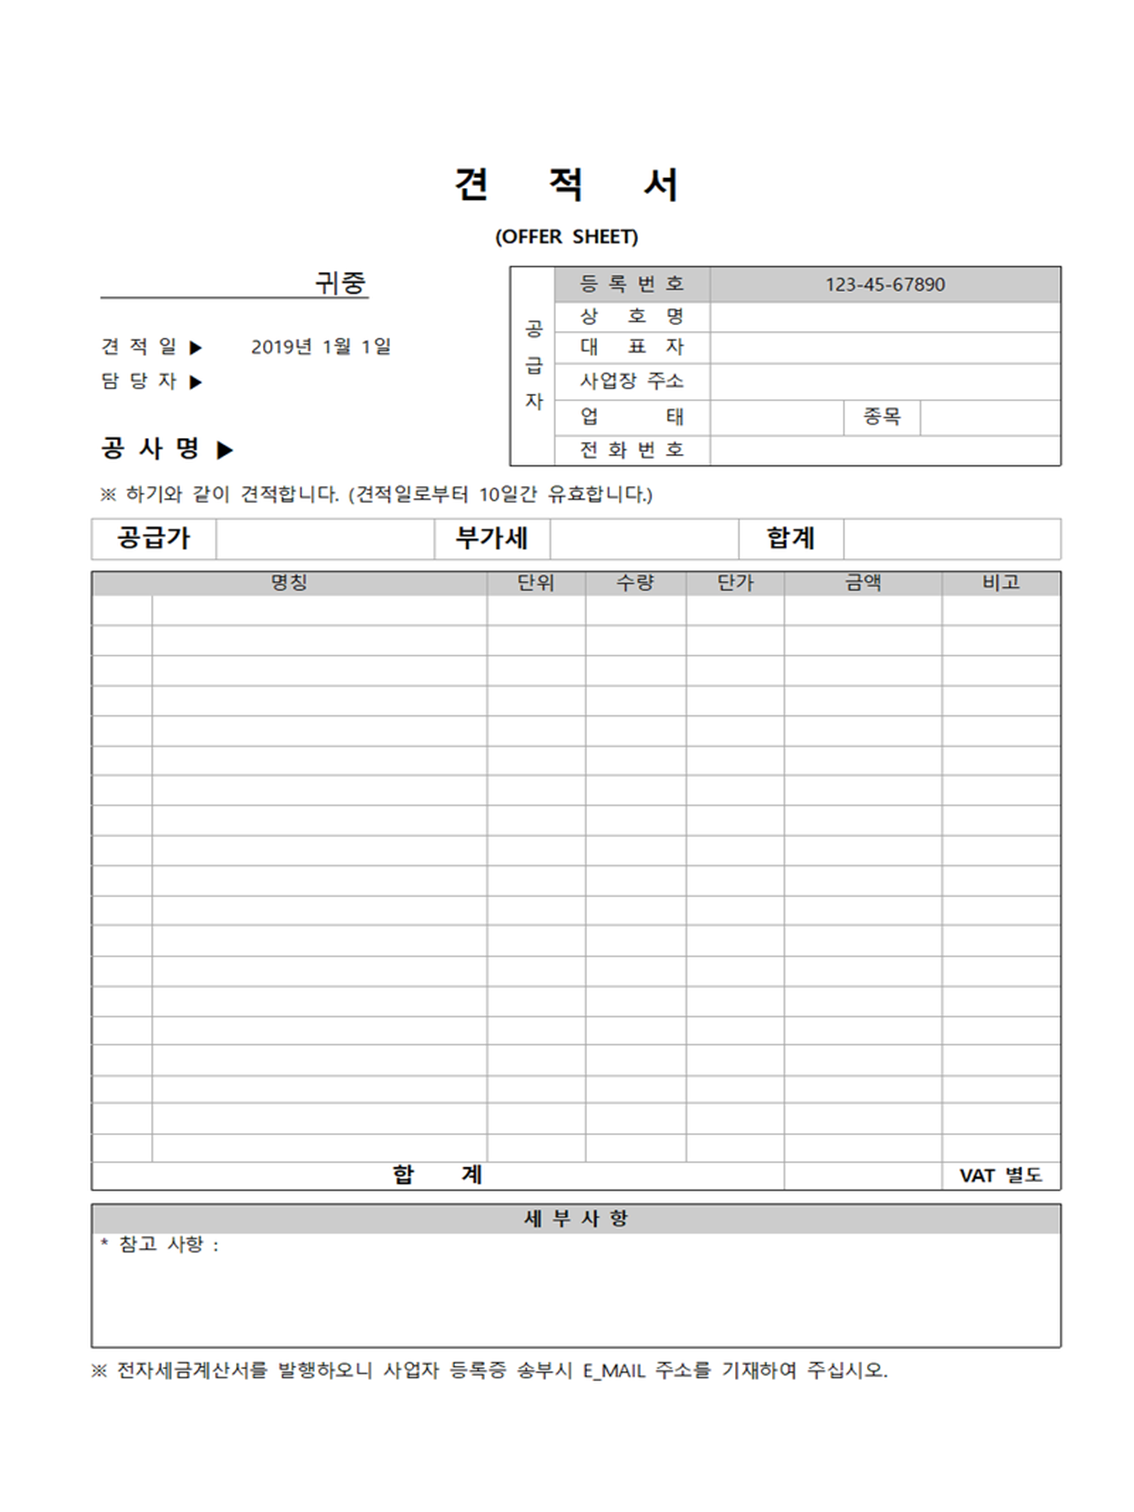 견 적 서
(OFFER SHEET)
귀중
견 적 일 ▶ 2019년 1월 1일
담 당 자 ▶
공 사 명 ▶
공 급 자
등 록 번 호 123-45-67890
상 호 명
대 표 자
사업장 주소
업 태 종목
전 화 번 호
※ 하기와 같이 견적합니다. (견적일로부터 10일간 유효합니다.)
공급가 부가세 합계
명칭 단위 수량 단가 금액 비고
합 계 VAT 별도
세 부 사 항
* 참고 사항 :
※ 전자세금계산서를 발행하오니 사업자 등록증 송부시 E_MAIL 주소를 기재하여 주십시오.